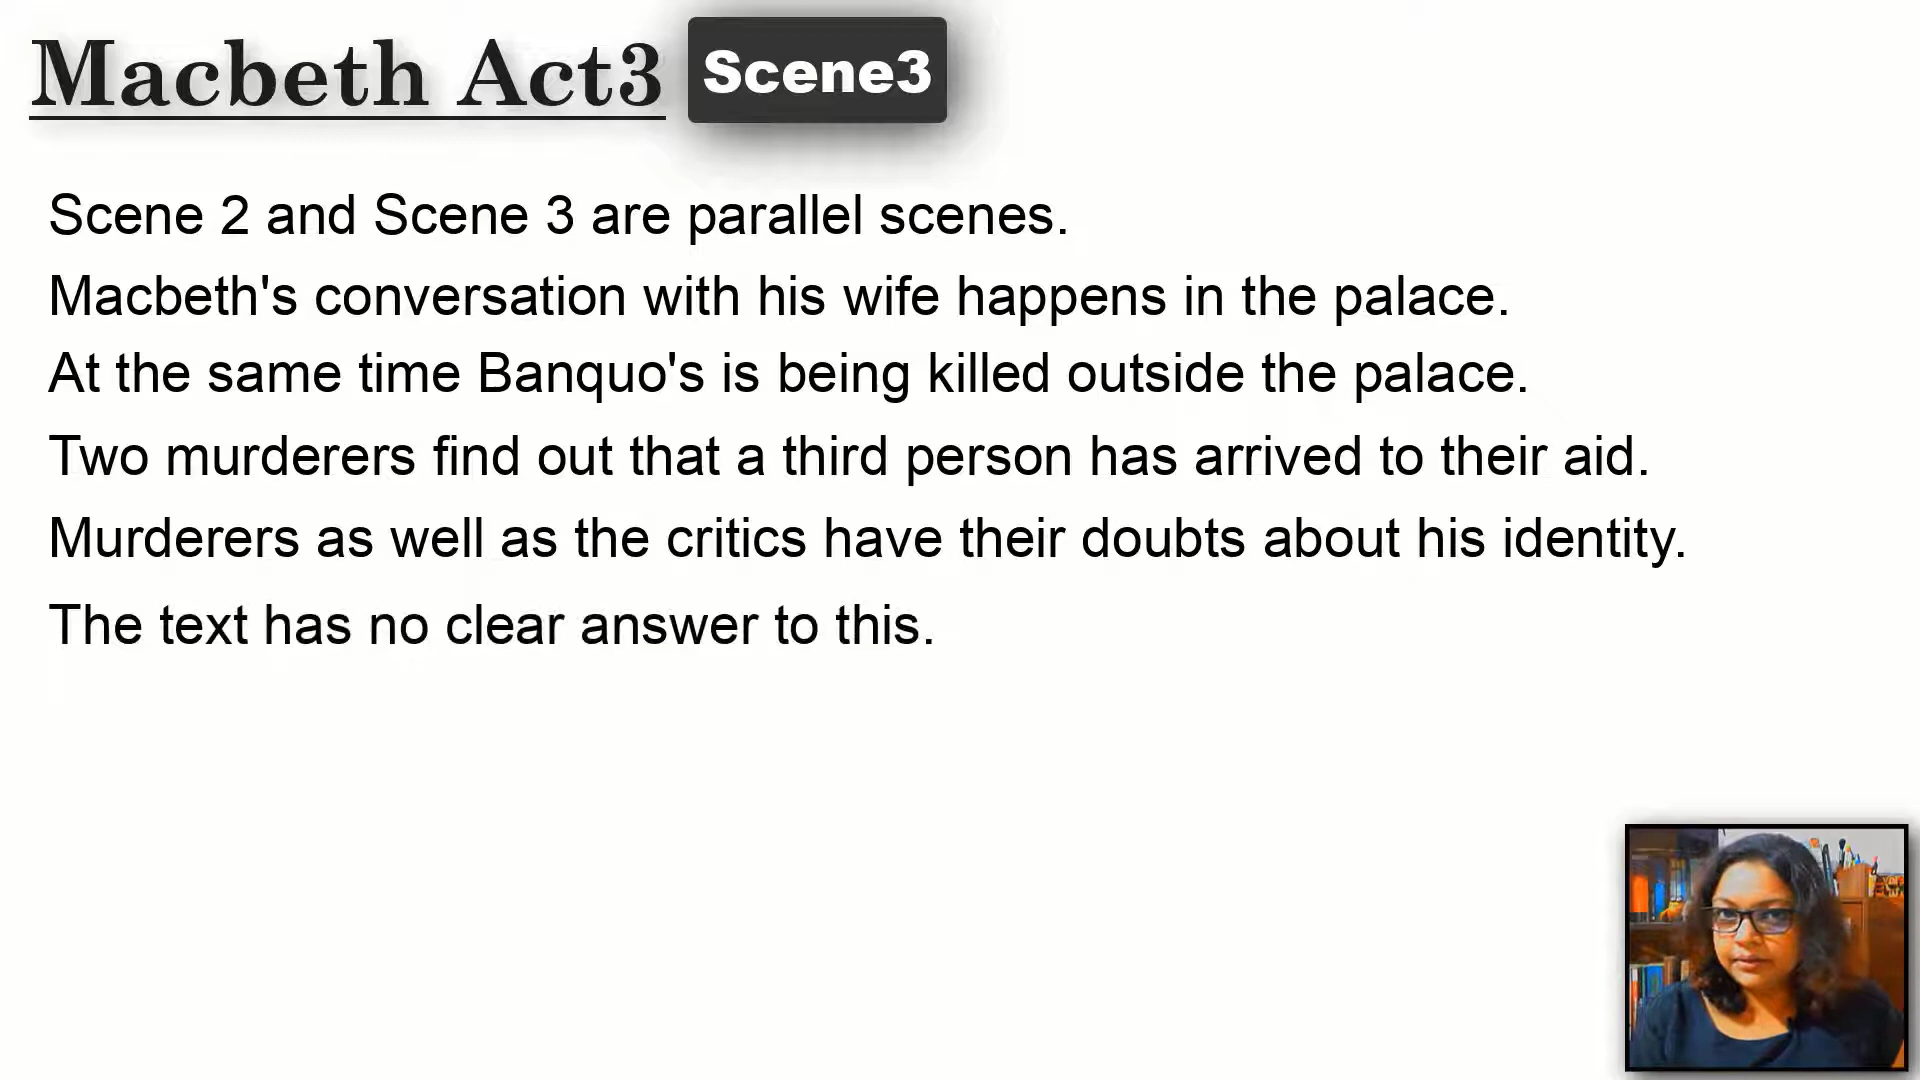 Macbeth Act3 Scene3
Scene 2 and Scene 3 are parallel scenes.
Macbeth's conversation with his wife happens in the palace.
At the same time Banquo's is being killed outside the palace.
Two murderers find out that a third person has arrived to their aid.
Murderers as well as the critics have their doubts about his identity.
The text has no clear answer to this.